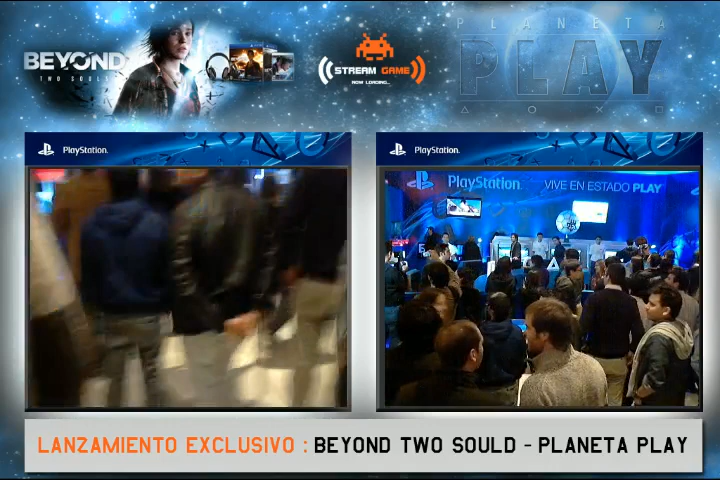 PLANETA
BEYOND
TWO SOULS
STREAM GAME
NOW LOADING...
PLAY
PlayStation.
PlayStation.
PlayStation.
VIVE EN ESTADO PLAY
LANZAMIENTO EXCLUSIVO : BEYOND TWO SOULD - PLANETA PLAY